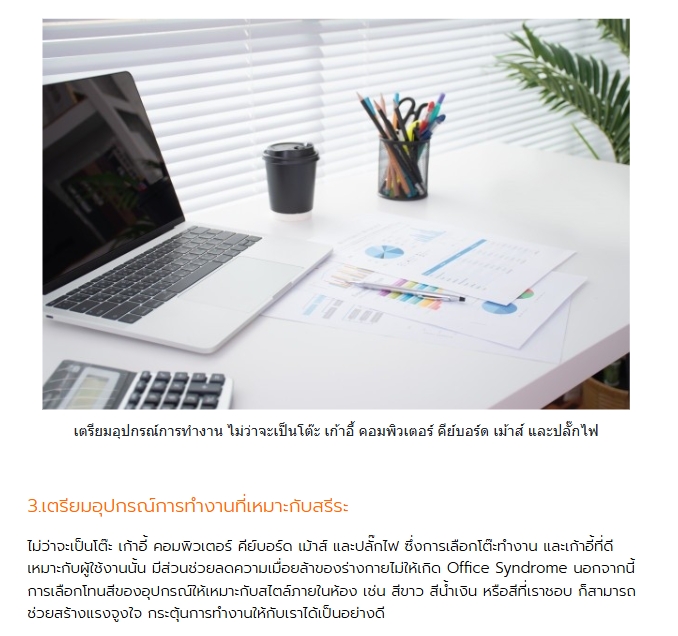 เตรียมอุปกรณ์การทำงาน ไม่ว่าจะเป็นโต๊ะ เก้าอี้ คอมพิวเตอร์ คีย์บอร์ด เม้าส์ และปลั๊กไฟ
3.เตรียมอุปกรณ์การทำงานที่เหมาะกับสรีระ
ไม่ว่าจะเป็นโต๊ะ เก้าอี้ คอมพิวเตอร์ คีย์บอร์ด เม้าส์ และปลั๊กไฟ ซึ่งการเลือกโต๊ะทำงาน และเก้าอี้ที่ดี
เหมาะกับผู้ใช้งานนั้น มีส่วนช่วยลดความเมื่อยล้าของร่างกายไม่ให้เกิด Office Syndrome นอกจากนี้
การเลือกโทนสีของอุปกรณ์ให้เหมาะกับสไตล์ภายในห้อง เช่น สีขาว สีน้ำเงิน หรือสีที่เราชอบ ก็สามารถ
ช่วยสร้างแรงจูงใจ กระตุ้นการทำงานให้กับเราได้เป็นอย่างดี